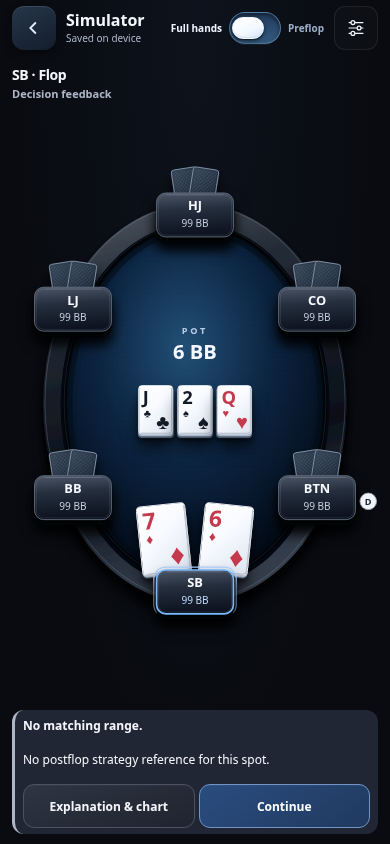 Simulator
Saved on device
Full hands
Preflop
SB · Flop
Decision feedback
HJ
99 BB
LJ
99 BB
CO
99 BB
POT
6 BB
J
2
Q
BB
99 BB
BTN
99 BB
D
7
6
SB
99 BB
No matching range.
No postflop strategy reference for this spot.
Explanation & chart
Continue